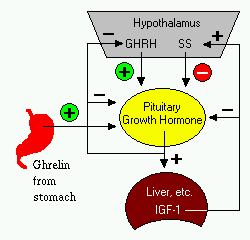 Hypothalamus
GHRH SS
Pituitary
Growth Hormone
Ghrelin
from
stomach
Liver, etc.
IGF-1